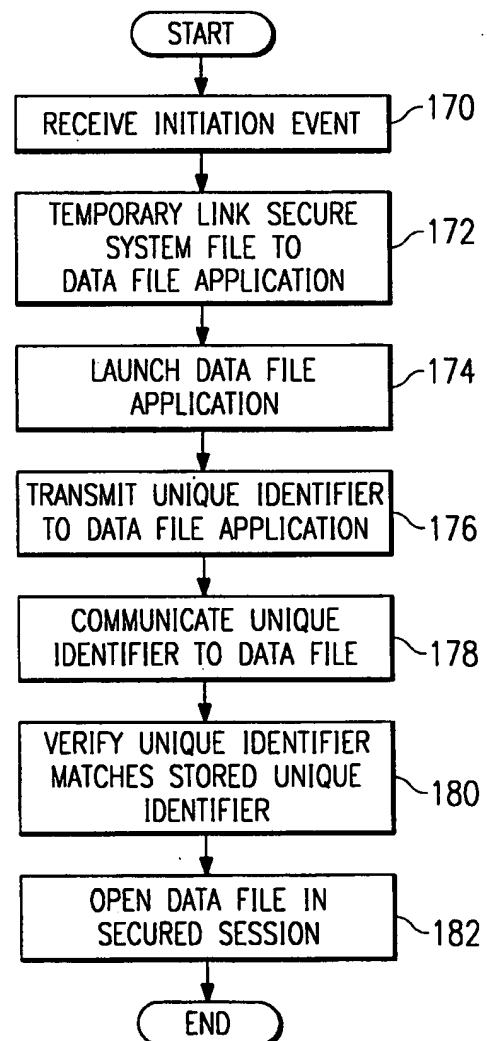 START
RECEIVE INITIATION EVENT
170
TEMPORARY LINK SECURE
SYSTEM FILE TO
DATA FILE APPLICATION
172
LAUNCH DATA FILE
APPLICATION
174
TRANSMIT UNIQUE IDENTIFIER
TO DATA FILE APPLICATION
176
COMMUNICATE UNIQUE
IDENTIFIER TO DATA FILE
178
VERIFY UNIQUE IDENTIFIER
MATCHES STORED UNIQUE
IDENTIFIER
180
OPEN DATA FILE IN
SECURED SESSION
182
END